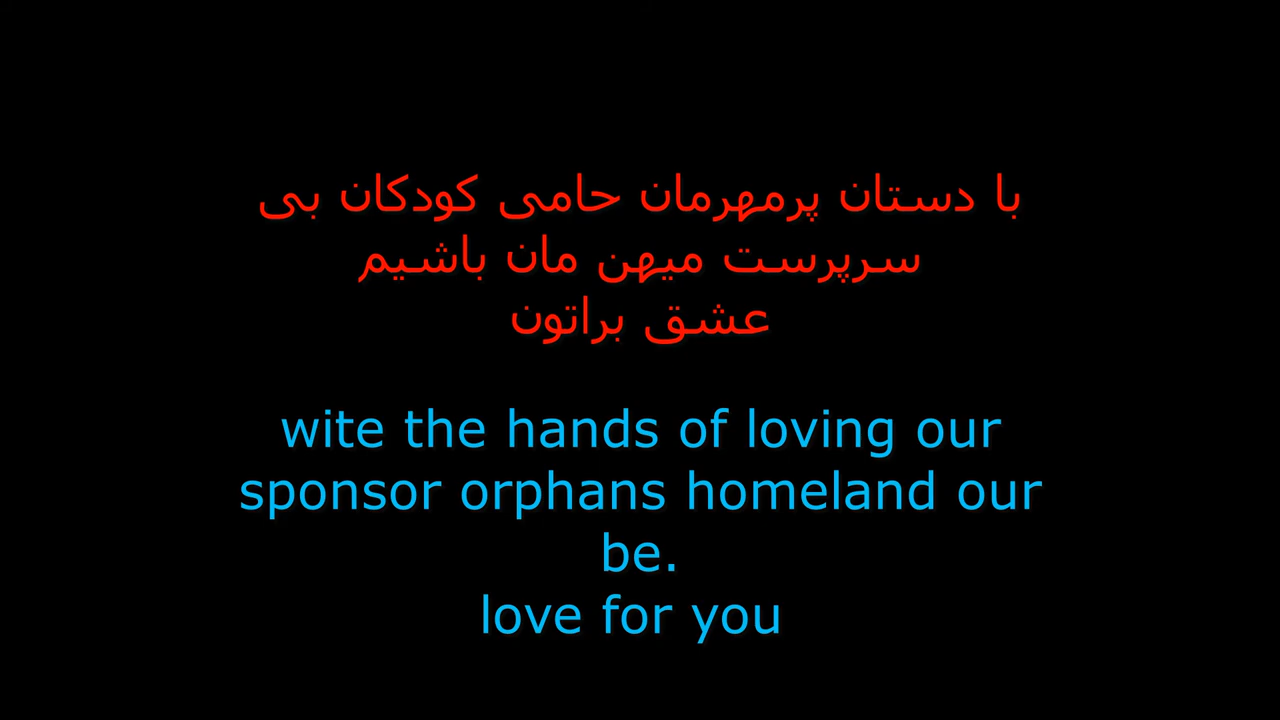 با دستان پرمهرمان حامی کودکان بی
سرپرست میهن مان باشیم
عشق براتون
wite the hands of loving our
sponsor orphans homeland our
be.
love for you